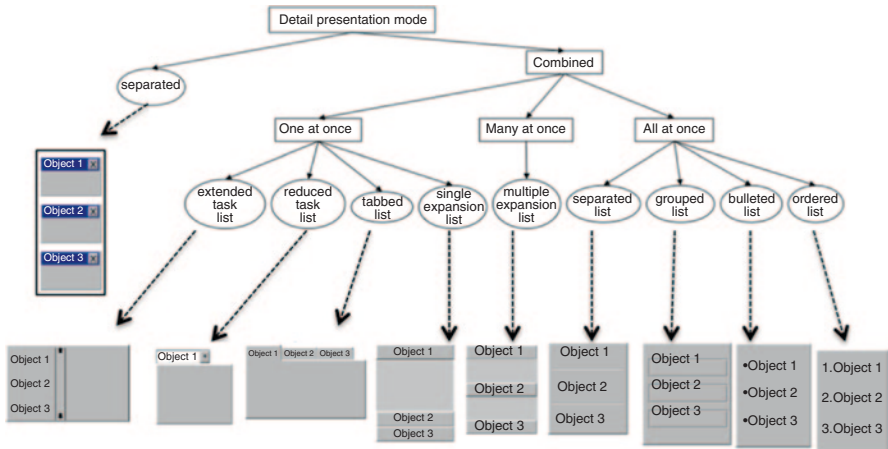 Detail presentation mode
Combined
separated
One at once
Many at once
All at once
extended
task
list
reduced
task
list
tabbed
list
single
expansion
list
multiple
expansion
list
separated
list
grouped
list
bulleted
list
ordered
list
Object 1 x
Object 2 x
Object 3 x
Object 1
Object 2
Object 3
Object 1
Object 1 Object 2 Object 3
Object 1
Object 2
Object 3
Object 1
Object 2
Object 3
Object 1
Object 2
Object 3
Object 1
Object 2
Object 3
•Object 1
•Object 2
•Object 3
1.Object 1
2.Object 2
3.Object 3